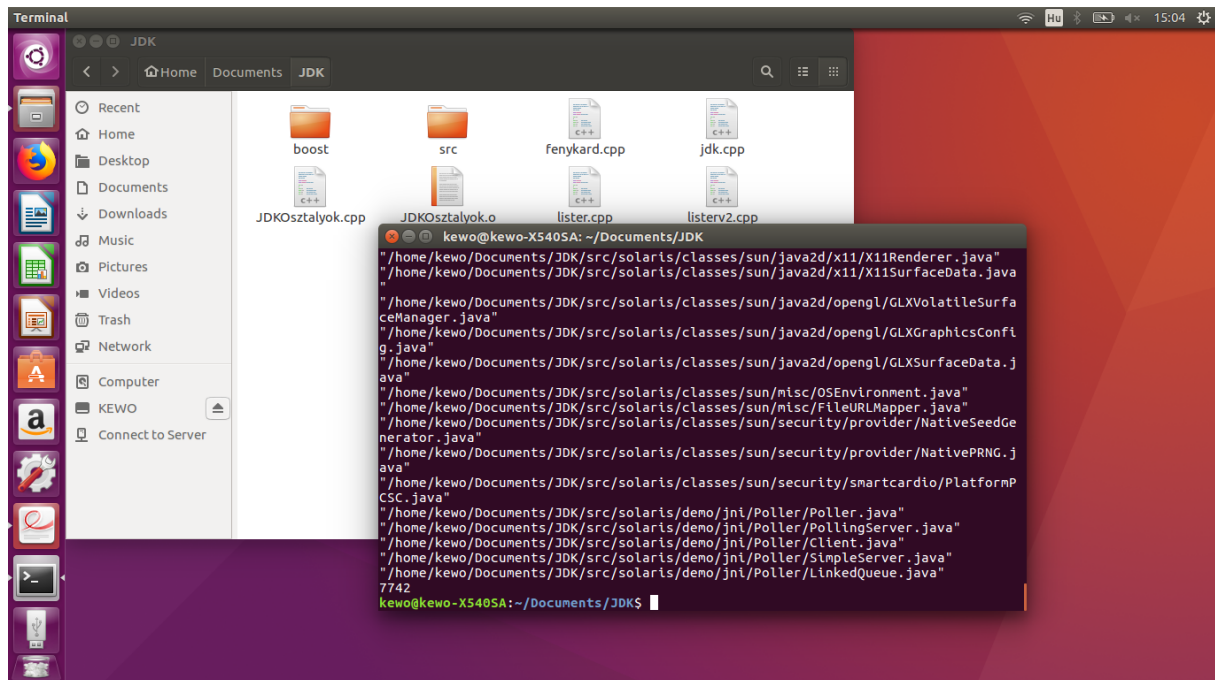 Terminal
Hu
15:04
JDK
Home Documents JDK
Recent
Home
Desktop
Documents
Downloads
Music
Pictures
Videos
Trash
Network
Computer
KEWO
Connect to Server
boost src fenykard.cpp jdk.cpp
JDKOsztalyok.cpp JDKOsztalyok.o lister.cpp listerv2.cpp
c++
c++
c++
c++
c++
kewo@kewo-X540SA: ~/Documents/JDK
"/home/kewo/Documents/JDK/src/solaris/classes/sun/java2d/x11/X11Renderer.java"
"/home/kewo/Documents/JDK/src/solaris/classes/sun/java2d/x11/X11SurfaceData.java
"
"/home/kewo/Documents/JDK/src/solaris/classes/sun/java2d/opengl/GLXVolatileSurfa
ceManager.java"
"/home/kewo/Documents/JDK/src/solaris/classes/sun/java2d/opengl/GLXGraphicsConfi
g.java"
"/home/kewo/Documents/JDK/src/solaris/classes/sun/java2d/opengl/GLXSurfaceData.j
ava"
"/home/kewo/Documents/JDK/src/solaris/classes/sun/misc/OSEnvironment.java"
"/home/kewo/Documents/JDK/src/solaris/classes/sun/misc/FileURLMapper.java"
"/home/kewo/Documents/JDK/src/solaris/classes/sun/security/provider/NativeSeedGe
nerator.java"
"/home/kewo/Documents/JDK/src/solaris/classes/sun/security/provider/NativePRNG.j
ava"
"/home/kewo/Documents/JDK/src/solaris/classes/sun/security/smartcardio/PlatformP
CSC.java"
"/home/kewo/Documents/JDK/src/solaris/demo/jni/Poller/Poller.java"
"/home/kewo/Documents/JDK/src/solaris/demo/jni/Poller/PollingServer.java"
"/home/kewo/Documents/JDK/src/solaris/demo/jni/Poller/Client.java"
"/home/kewo/Documents/JDK/src/solaris/demo/jni/Poller/SimpleServer.java"
"/home/kewo/Documents/JDK/src/solaris/demo/jni/Poller/LinkedQueue.java"
7742
kewo@kewo-X540SA:~/Documents/JDK$